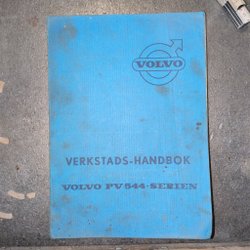 VOLVO
VERKSTADS-HANDBOK
VOLVO PV 544-SERIEN